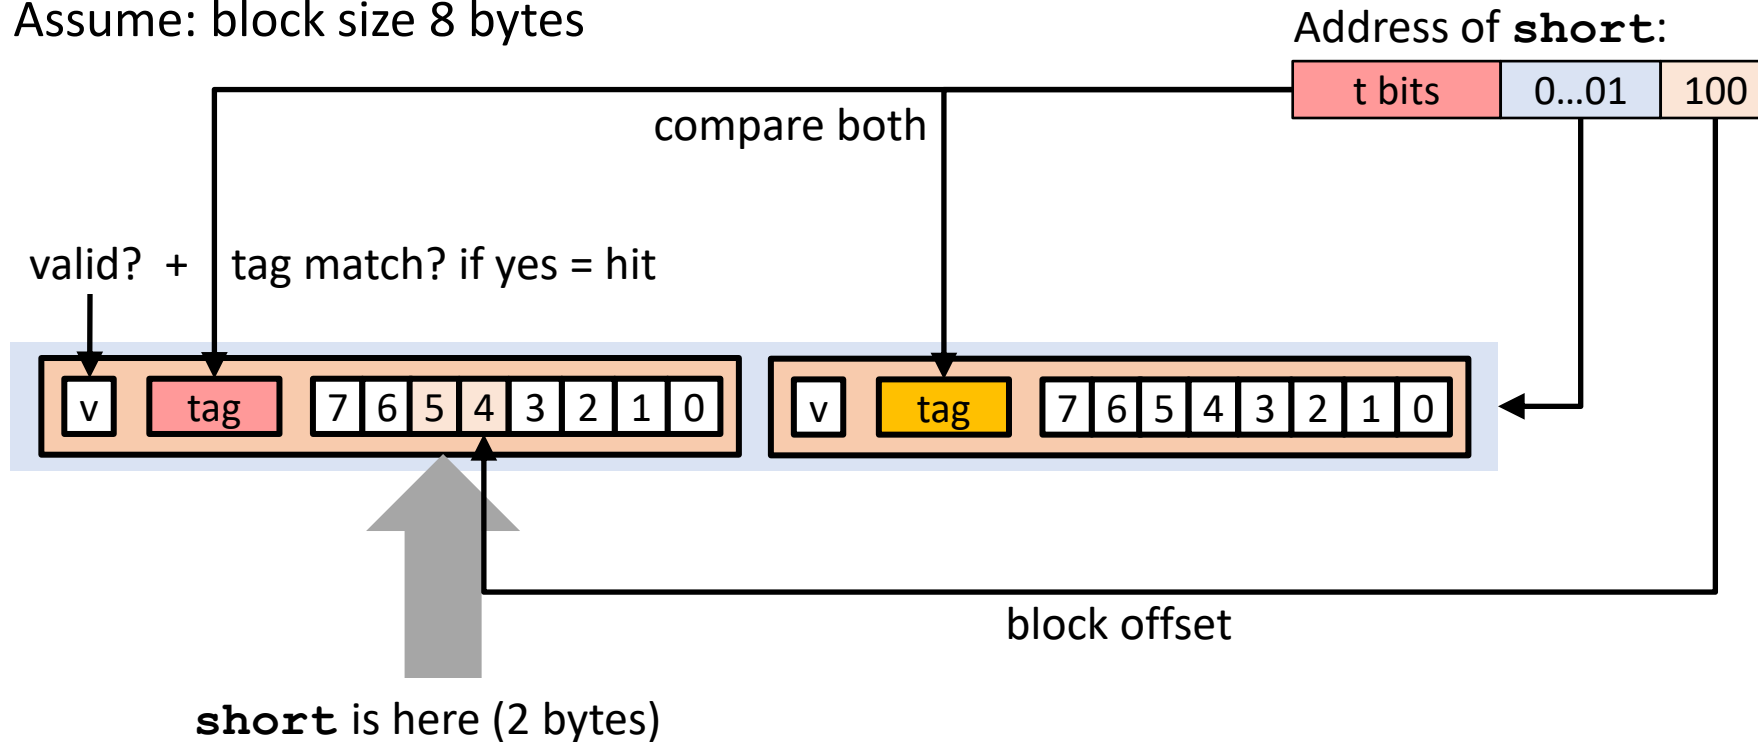 Assume: block size 8 bytes
Address of short:
t bits 0...01 100
compare both
valid? + tag match? if yes = hit
v tag 7 6 5 4 3 2 1 0 v tag 7 6 5 4 3 2 1 0
block offset
short is here (2 bytes)